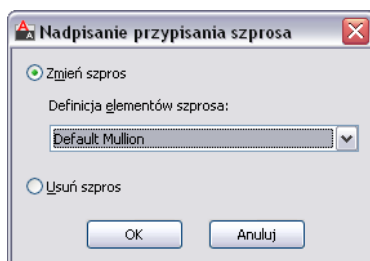 Nadpisanie przypisania szprosa
Zmień szpros
Definicja elementów szprosa:
Default Mullion
Usuń szpros
OK Anuluj